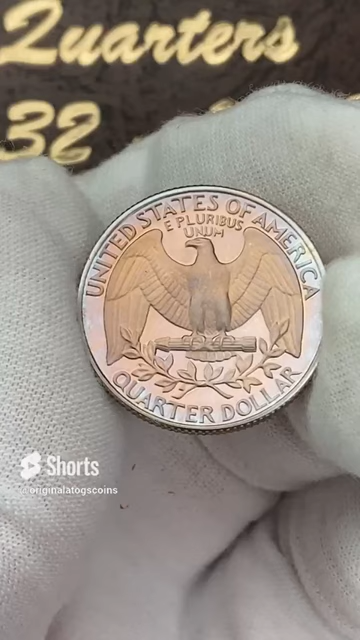 Quarters
32
UNITED STATES OF AMERICA
E PLURIBUS
UNUM
QUARTER DOLLAR
Shorts
@originalatogscoins